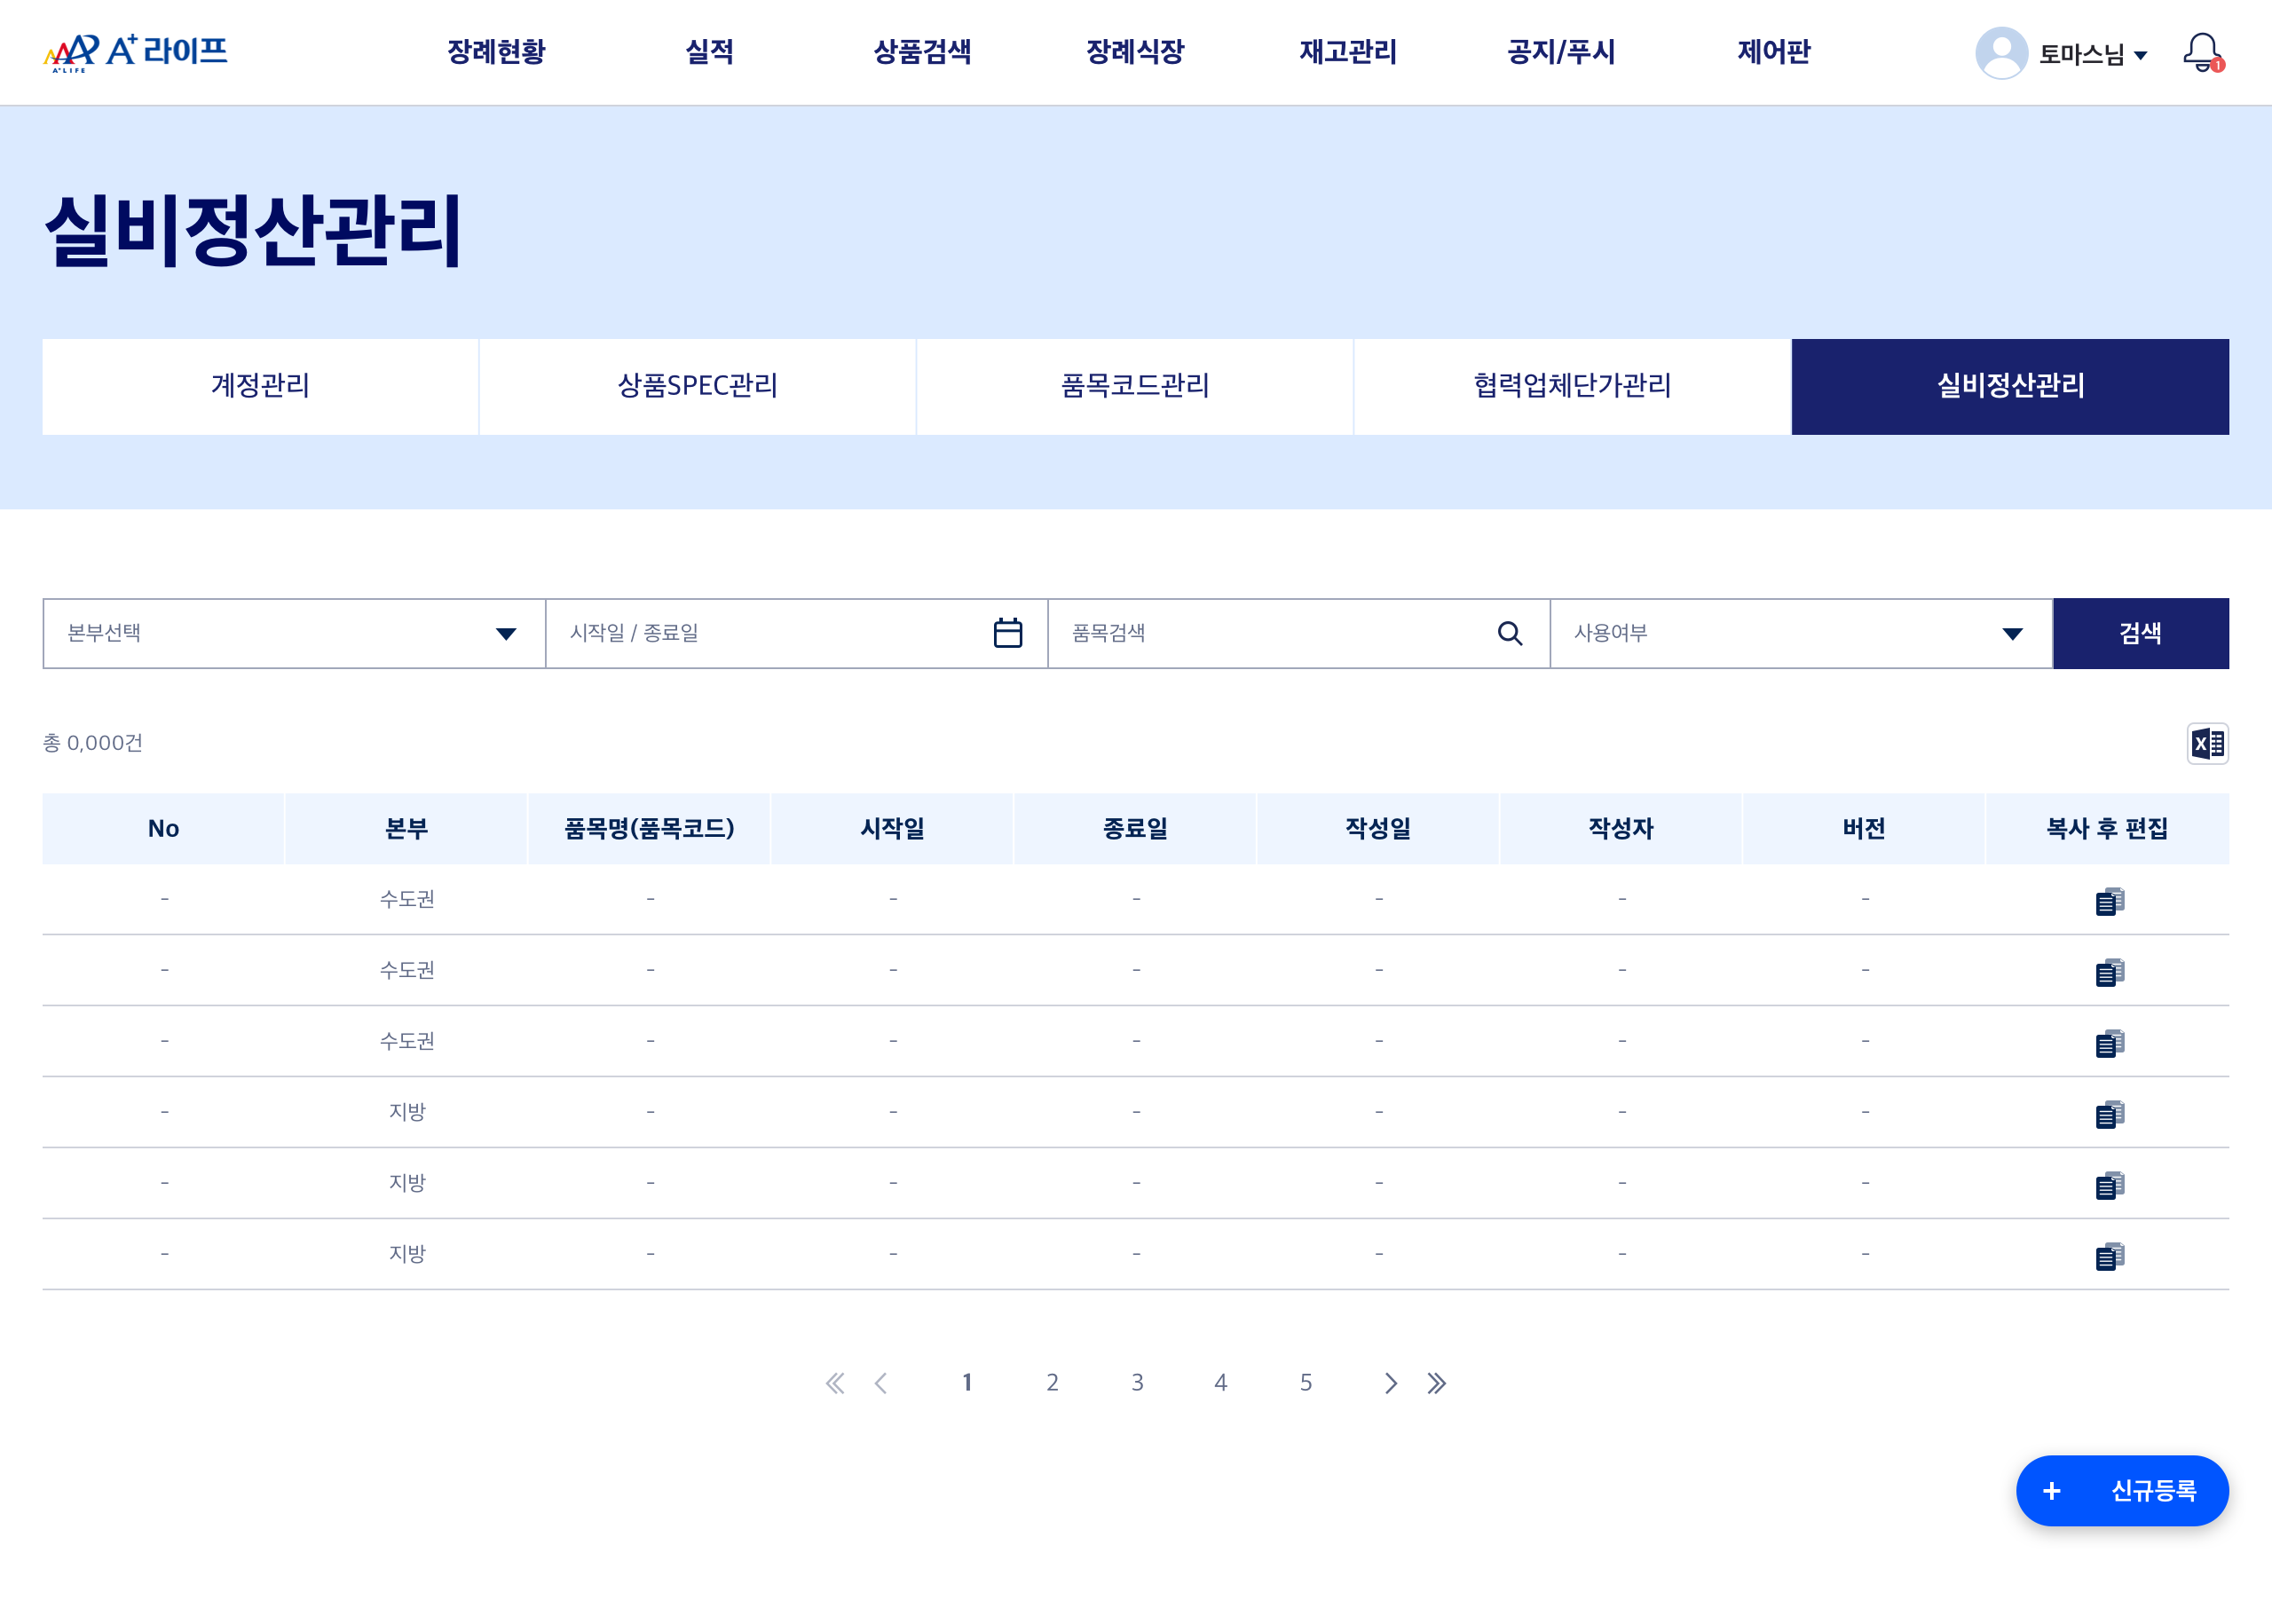 A+ LIFE A+ 라이프 장례현황 실적 상품검색 장례식장 재고관리 공지/푸시 제어판 토마스님 1
실비정산관리
계정관리 상품SPEC관리 품목코드관리 협력업체단가관리 실비정산관리
본부선택 시작일 / 종료일 품목검색 사용여부 검색
총 0,000건 X
No 본부 품목명(품목코드) 시작일 종료일 작성일 작성자 버전 복사 후 편집
- 수도권 - - - - - -
- 수도권 - - - - - -
- 수도권 - - - - - -
- 지방 - - - - - -
- 지방 - - - - - -
- 지방 - - - - - -
1 2 3 4 5
+ 신규등록